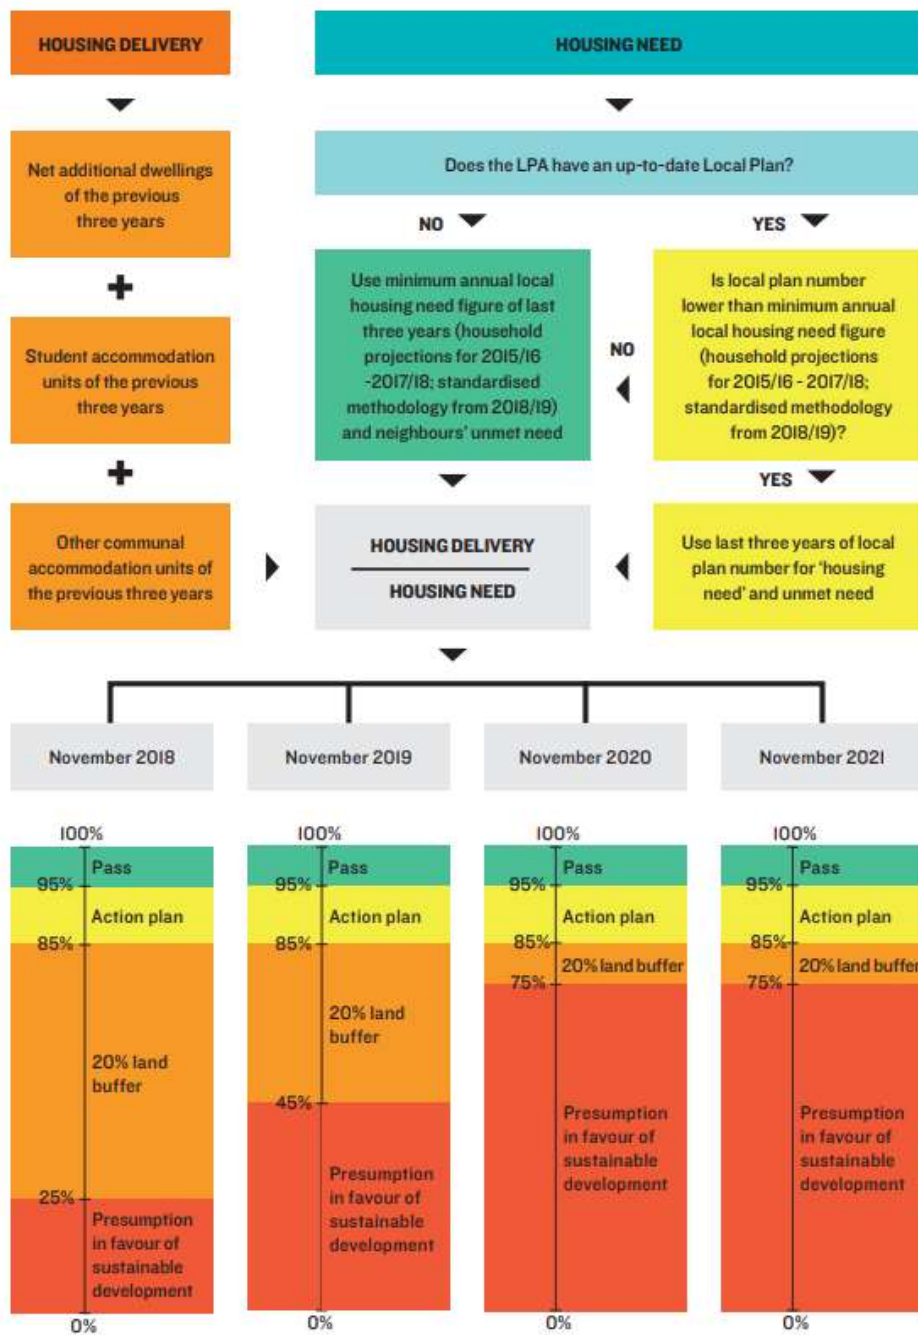 HOUSING DELIVERY
HOUSING NEED
Net additional dwellings
of the previous
three years
Student accommodation
units of the previous
three years
Other communal
accommodation units of
the previous three years
Does the LPA have an up-to-date Local Plan?
NO
YES
Use minimum annual local
housing need figure of last
three years (household
projections for 2015/16
-2017/18; standardised
methodology from 2018/19)
and neighbours' unmet need
NO
Is local plan number
lower than minimum annual
local housing need figure
(household projections
for 2015/16 - 2017/18;
standardised methodology
from 2018/19)?
YES
HOUSING DELIVERY
HOUSING NEED
Use last three years of local
plan number for 'housing
need' and unmet need
November 2018
100%
Pass
95%
Action plan
85%
20% land
buffer
25%
Presumption
in favour of
sustainable
development
0%
November 2019
100%
Pass
95%
Action plan
85%
20% land
buffer
45%
Presumption
in favour of
sustainable
development
0%
November 2020
100%
Pass
95%
Action plan
85%
20% land buffer
75%
Presumption
in favour of
sustainable
development
0%
November 2021
100%
Pass
95%
Action plan
85%
20% land buffer
75%
Presumption
in favour of
sustainable
development
0%